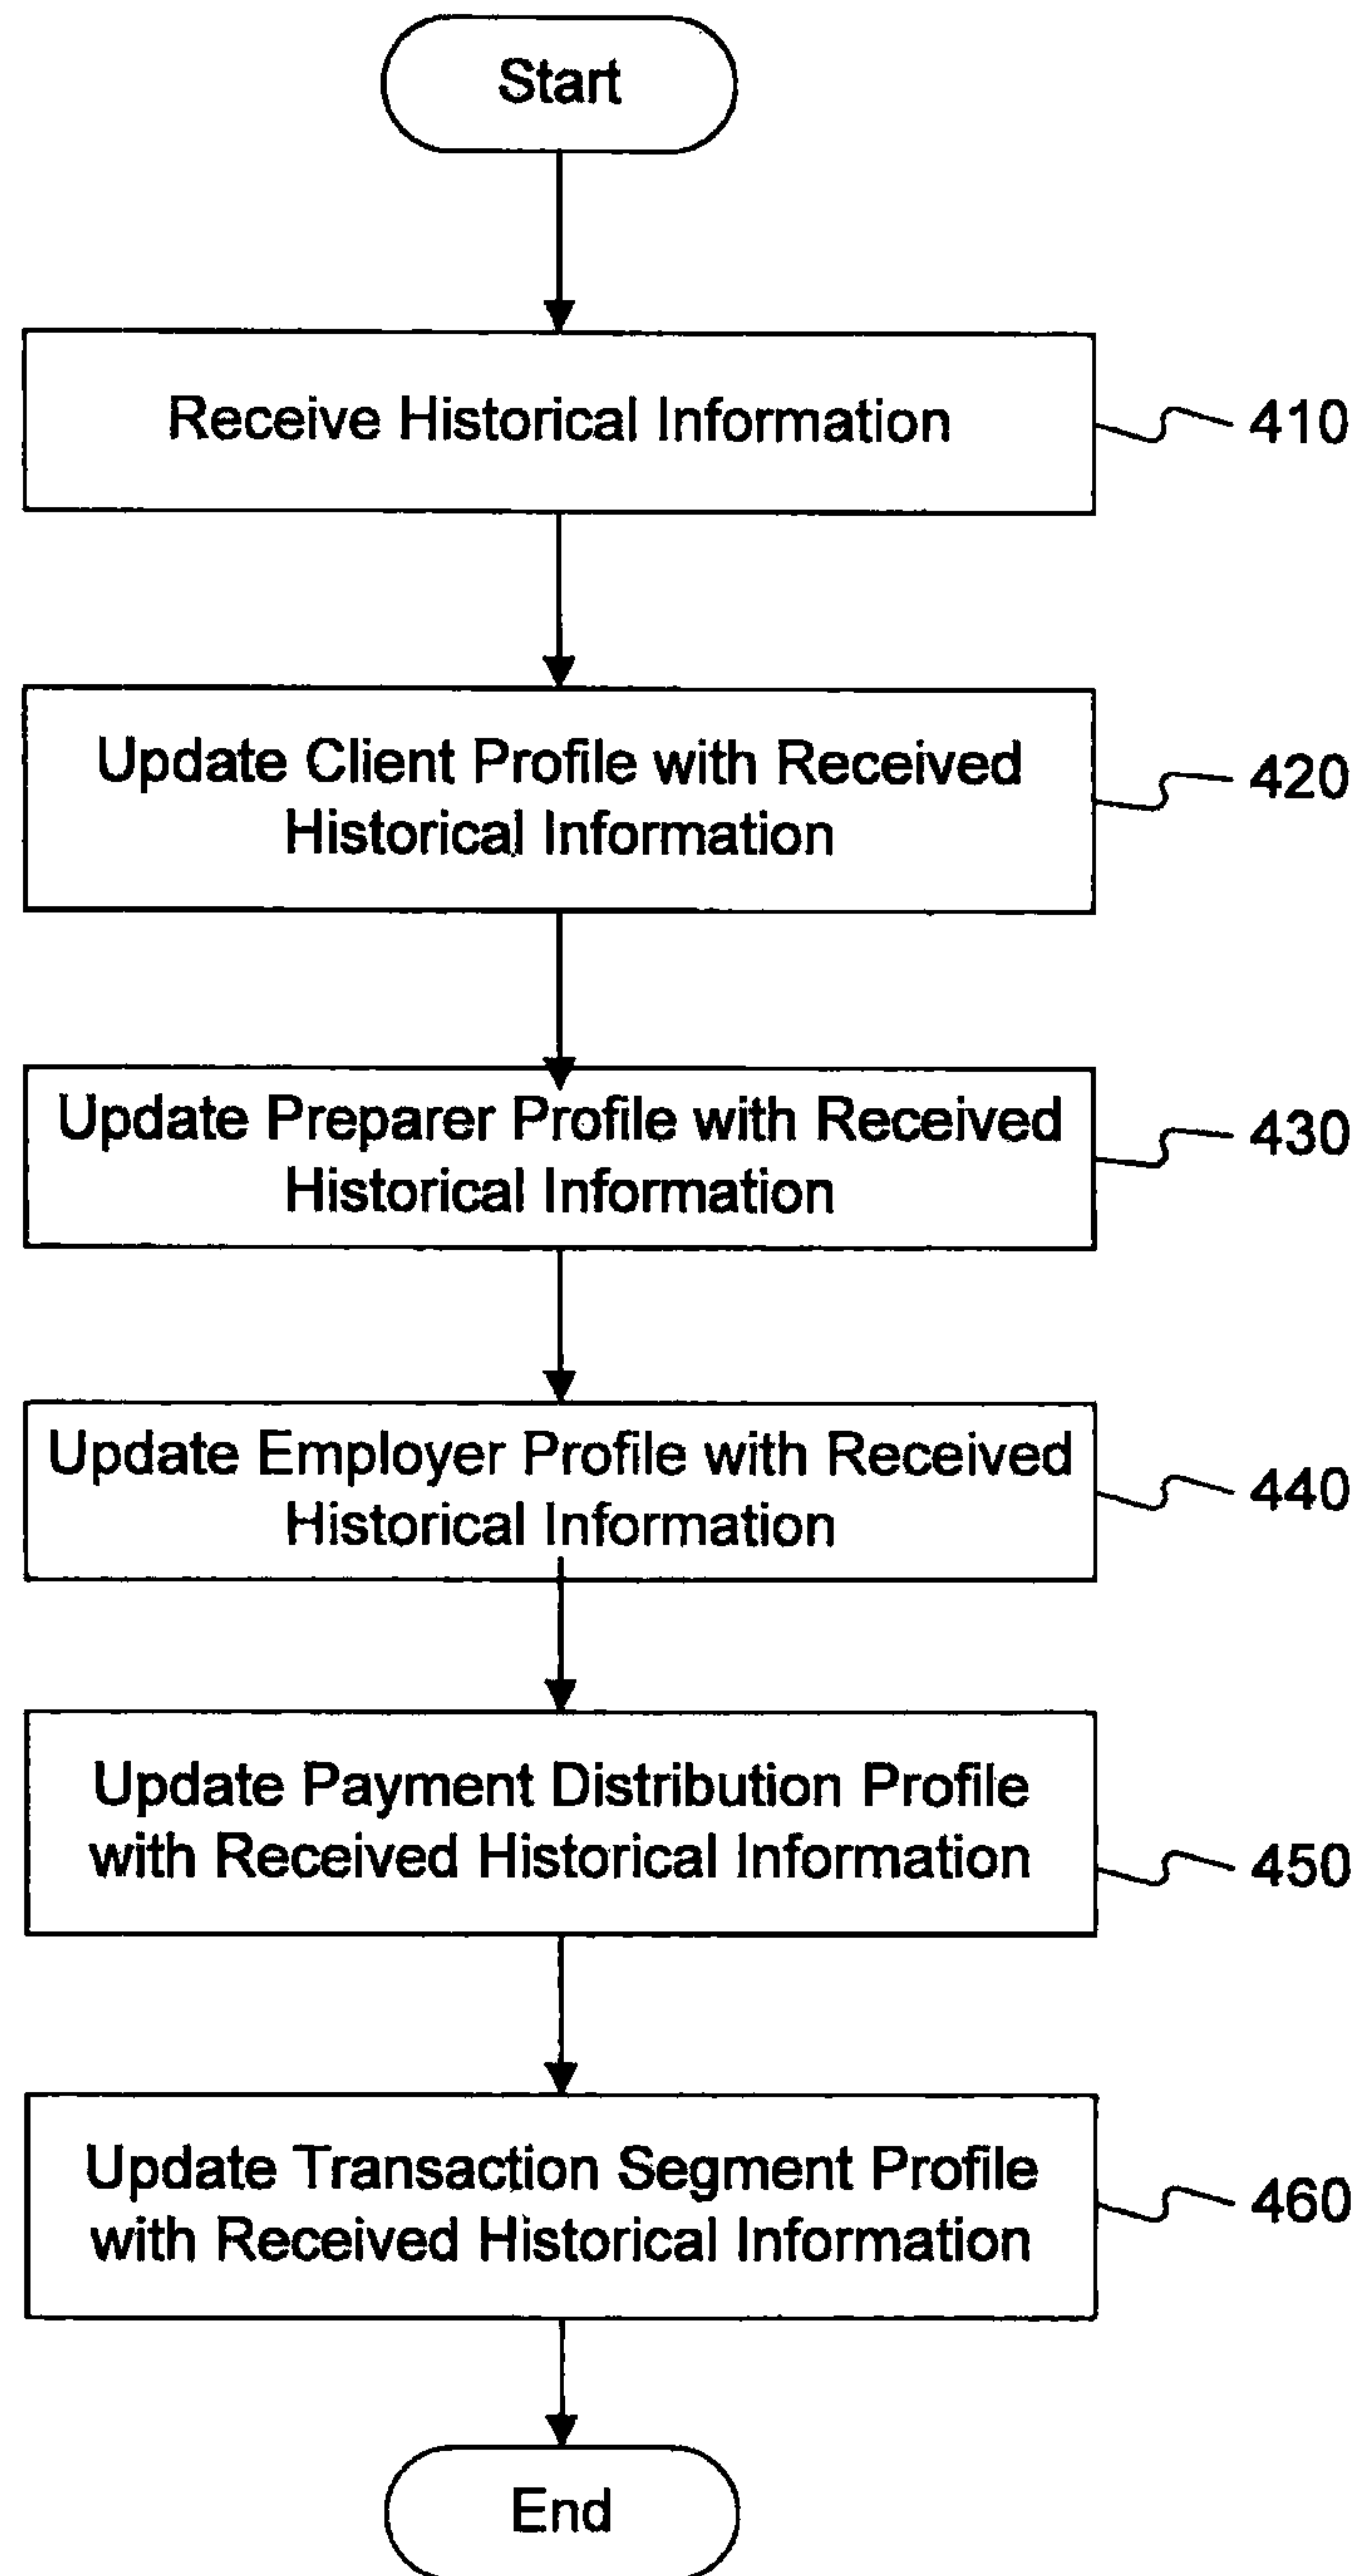 Start
Receive Historical Information
410
Update Client Profile with Received
Historical Information
420
Update Preparer Profile with Received
Historical Information
430
Update Employer Profile with Received
Historical Information
440
Update Payment Distribution Profile
with Received Historical Information
450
Update Transaction Segment Profile
with Received Historical Information
460
End